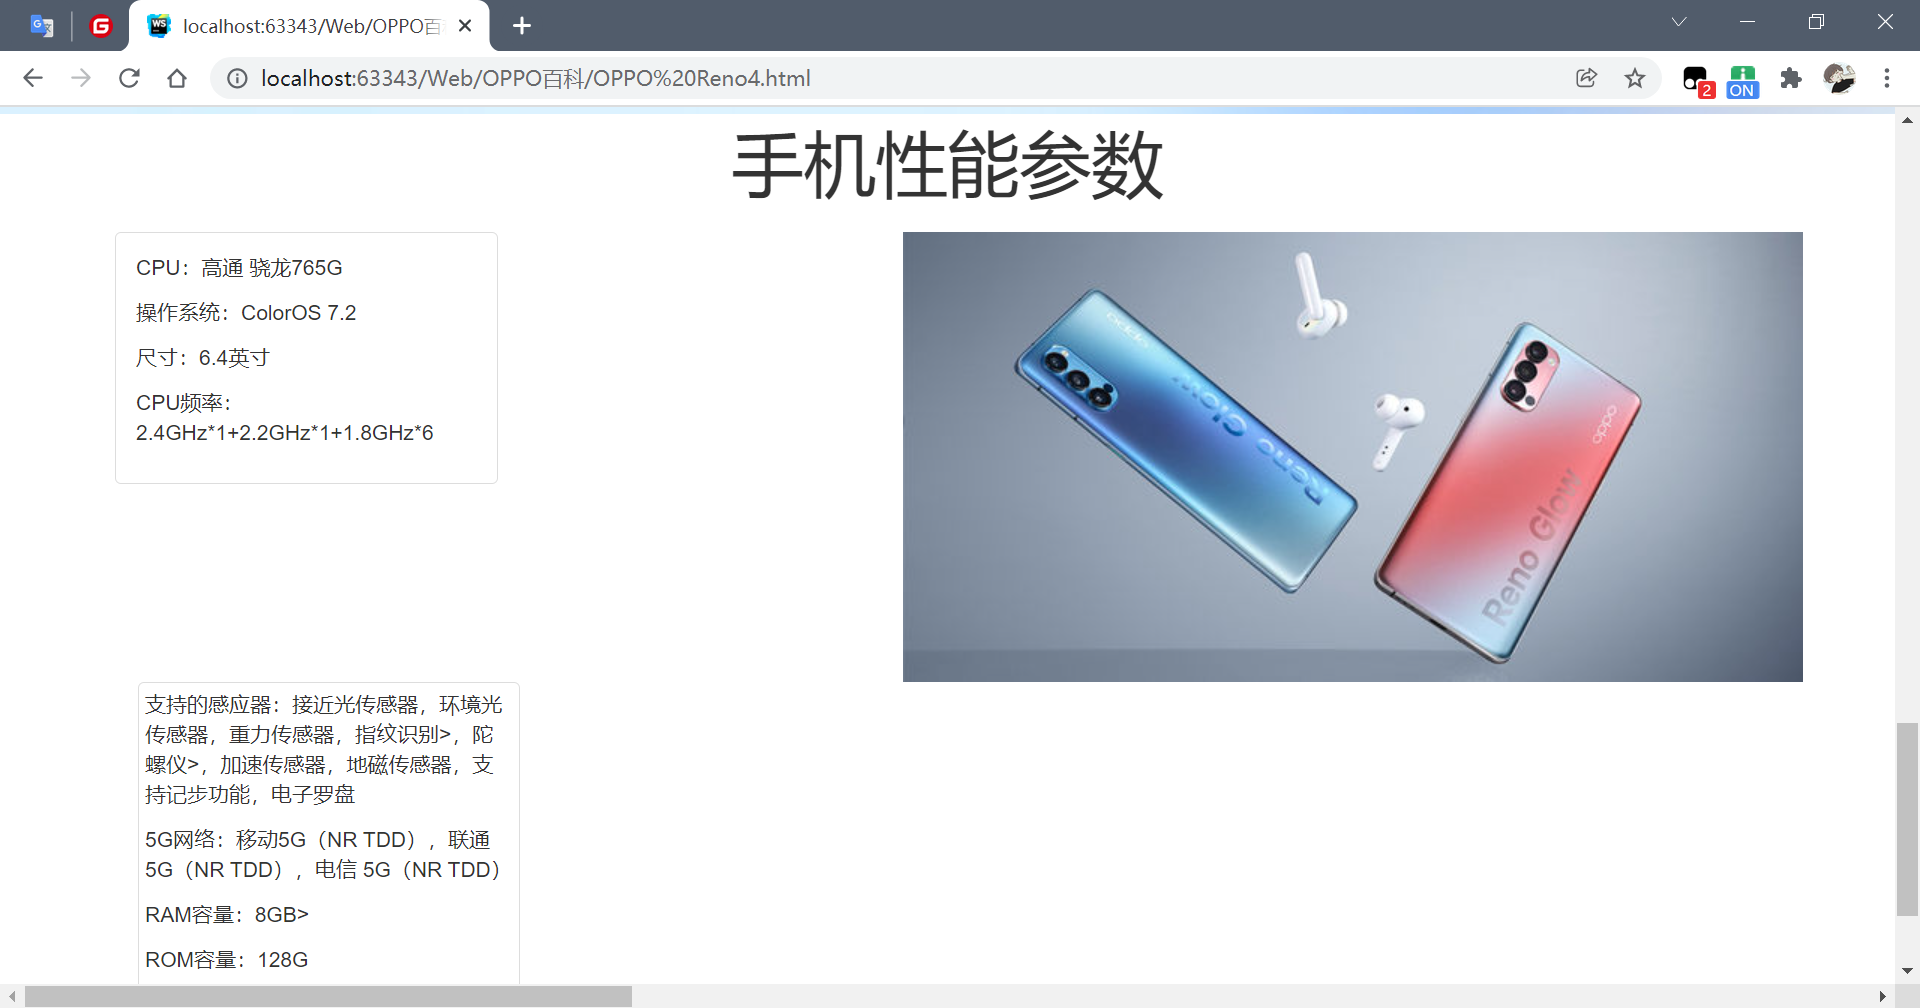 localhost:63343/Web/OPPO百
localhost:63343/Web/OPPO百科/OPPO%20Reno4.html
2
ON
手机性能参数
CPU：高通 骁龙765G
操作系统：ColorOS 7.2
尺寸：6.4英寸
CPU频率：
2.4GHz*1+2.2GHz*1+1.8GHz*6
oppo
Reno Glow
oppo
Reno Glow
支持的感应器：接近光传感器，环境光
传感器，重力传感器，指纹识别>，陀
螺仪>，加速传感器，地磁传感器，支
持记步功能，电子罗盘
5G网络：移动5G（NR TDD），联通
5G（NR TDD），电信 5G（NR TDD）
RAM容量：8GB>
ROM容量：128G